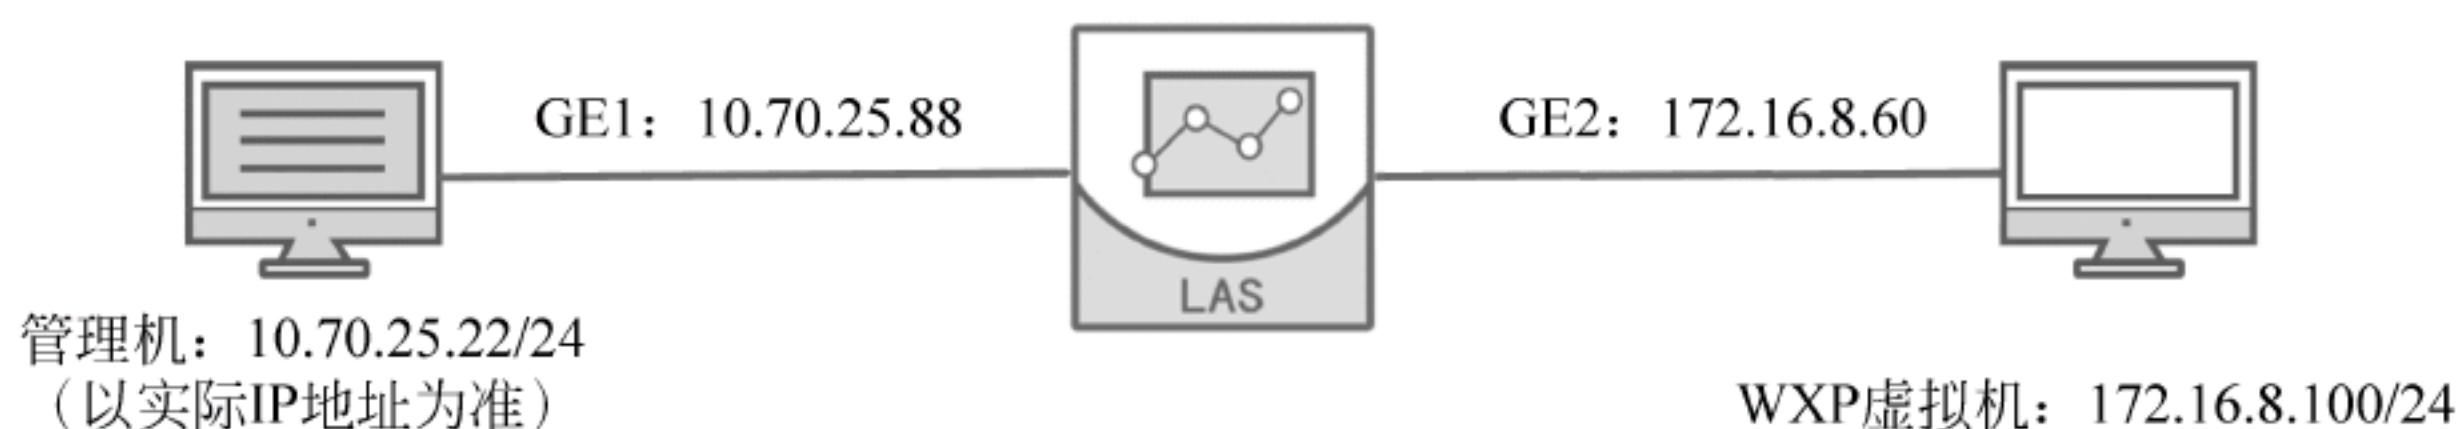 GE1：10.70.25.88
GE2：172.16.8.60
LAS
管理机：10.70.25.22/24
（以实际IP地址为准）
WXP虚拟机：172.16.8.100/24